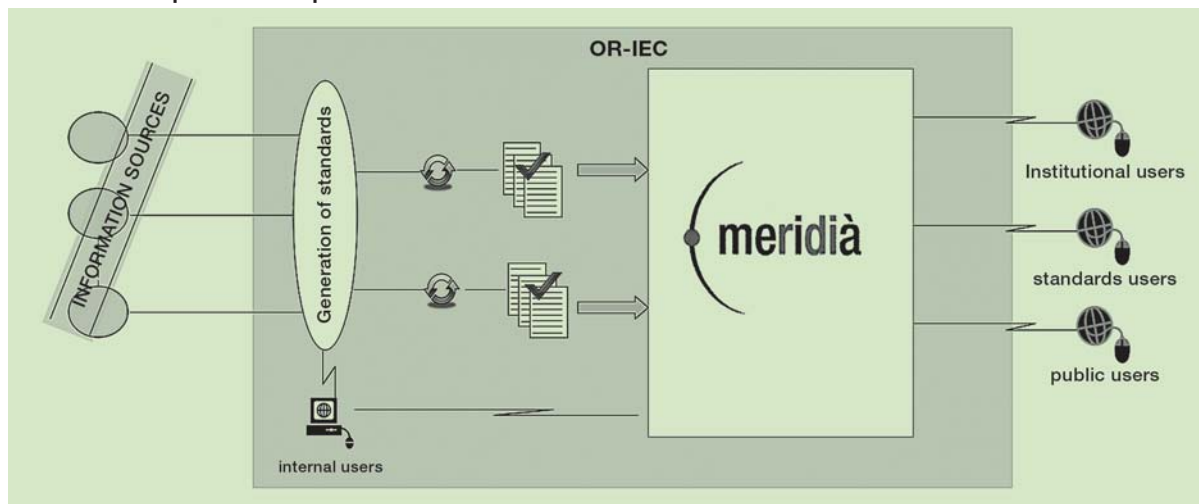 OR-IEC
INFORMATION SOURCES
Generation of standards
meridià
Institutional users
standards users
public users
internal users